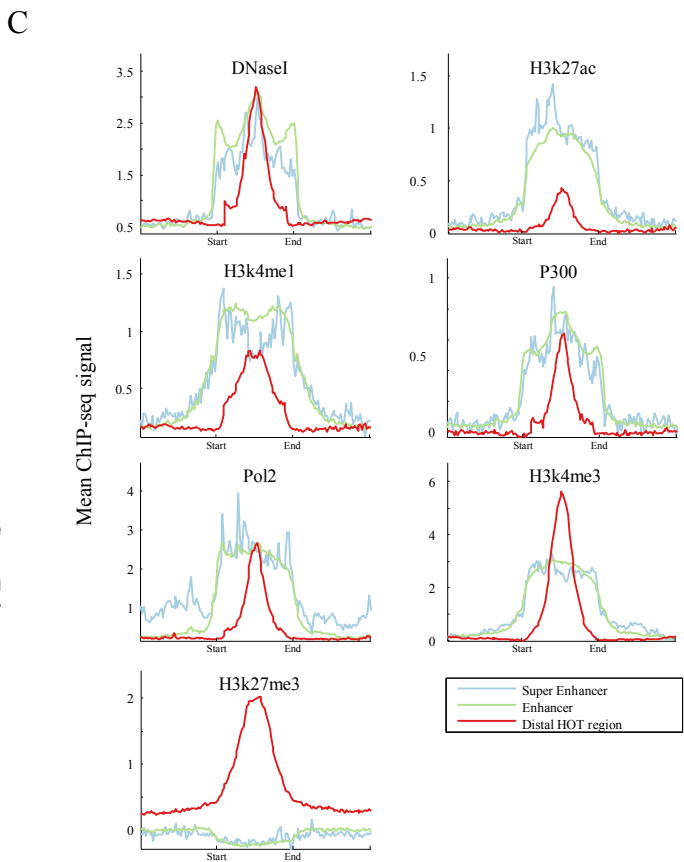 C
DNaseI
3.5
2.5
1.5
0.5
Start End
H3k27ac
1.5
1
0.5
0
Start End
Mean ChIP-seq signal
H3k4me1
1.5
1
0.5
Start End
P300
1
0.5
0
Start End
Pol2
4
3
2
1
Start End
H3k4me3
6
4
2
0
Start End
H3k27me3
2
1
0
Start End
Super Enhancer
Enhancer
Distal HOT region